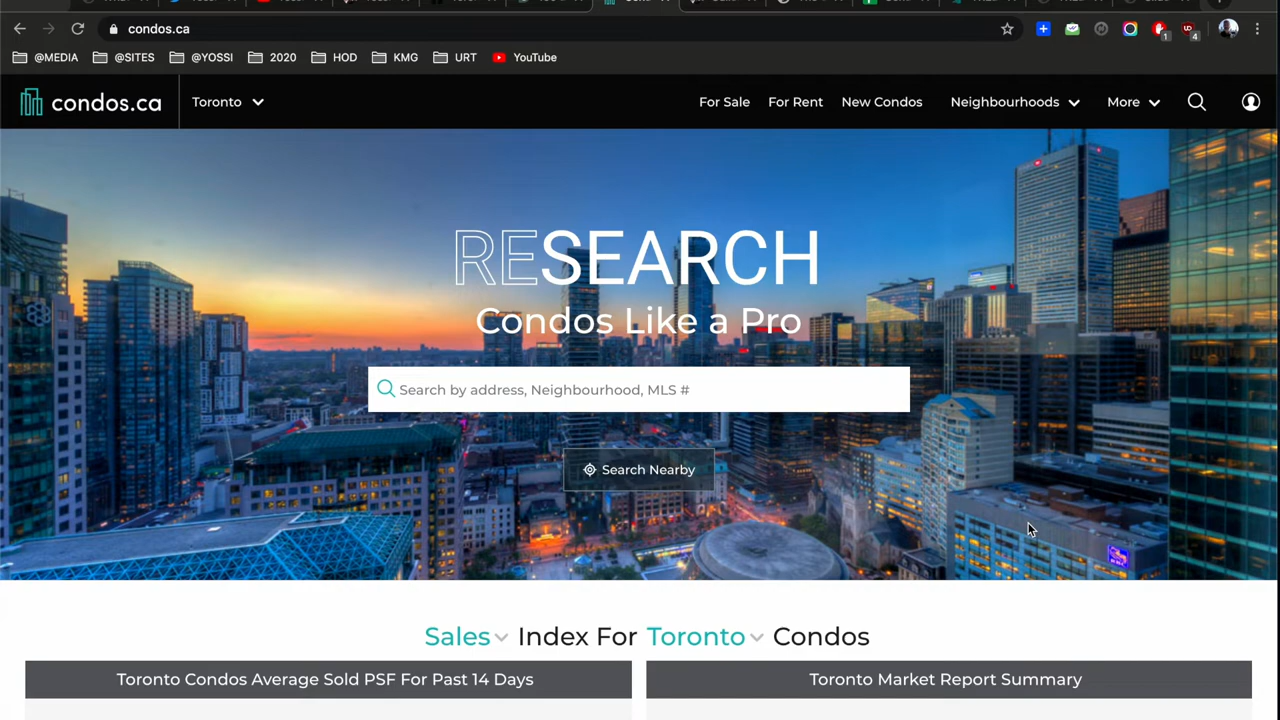 condos.ca
1
4
@MEDIA
@SITES
@YOSSI
2020
HOD
KMG
URT
YouTube
condos.ca
Toronto
For Sale
For Rent
New Condos
Neighbourhoods
More
RESEARCH
Condos Like a Pro
Search by address, Neighbourhood, MLS #
Search Nearby
Sales Index For Toronto Condos
Toronto Condos Average Sold PSF For Past 14 Days
Toronto Market Report Summary